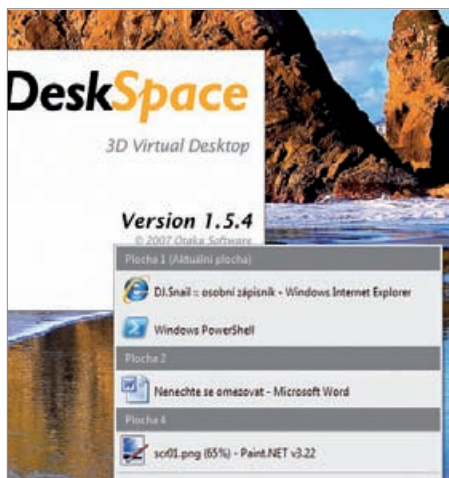 DeskSpace
3D Virtual Desktop
Version 1.5.4
© 2007 Otaku Software
Plocha 1 (Aktuální plocha)
DJ.Snail :: osobní zápisník - Windows Internet Explorer
Windows PowerShell
Plocha 2
Nenechte se omezovat - Microsoft Word
Plocha 4
scr01.png (65%) - Paint.NET v3.22